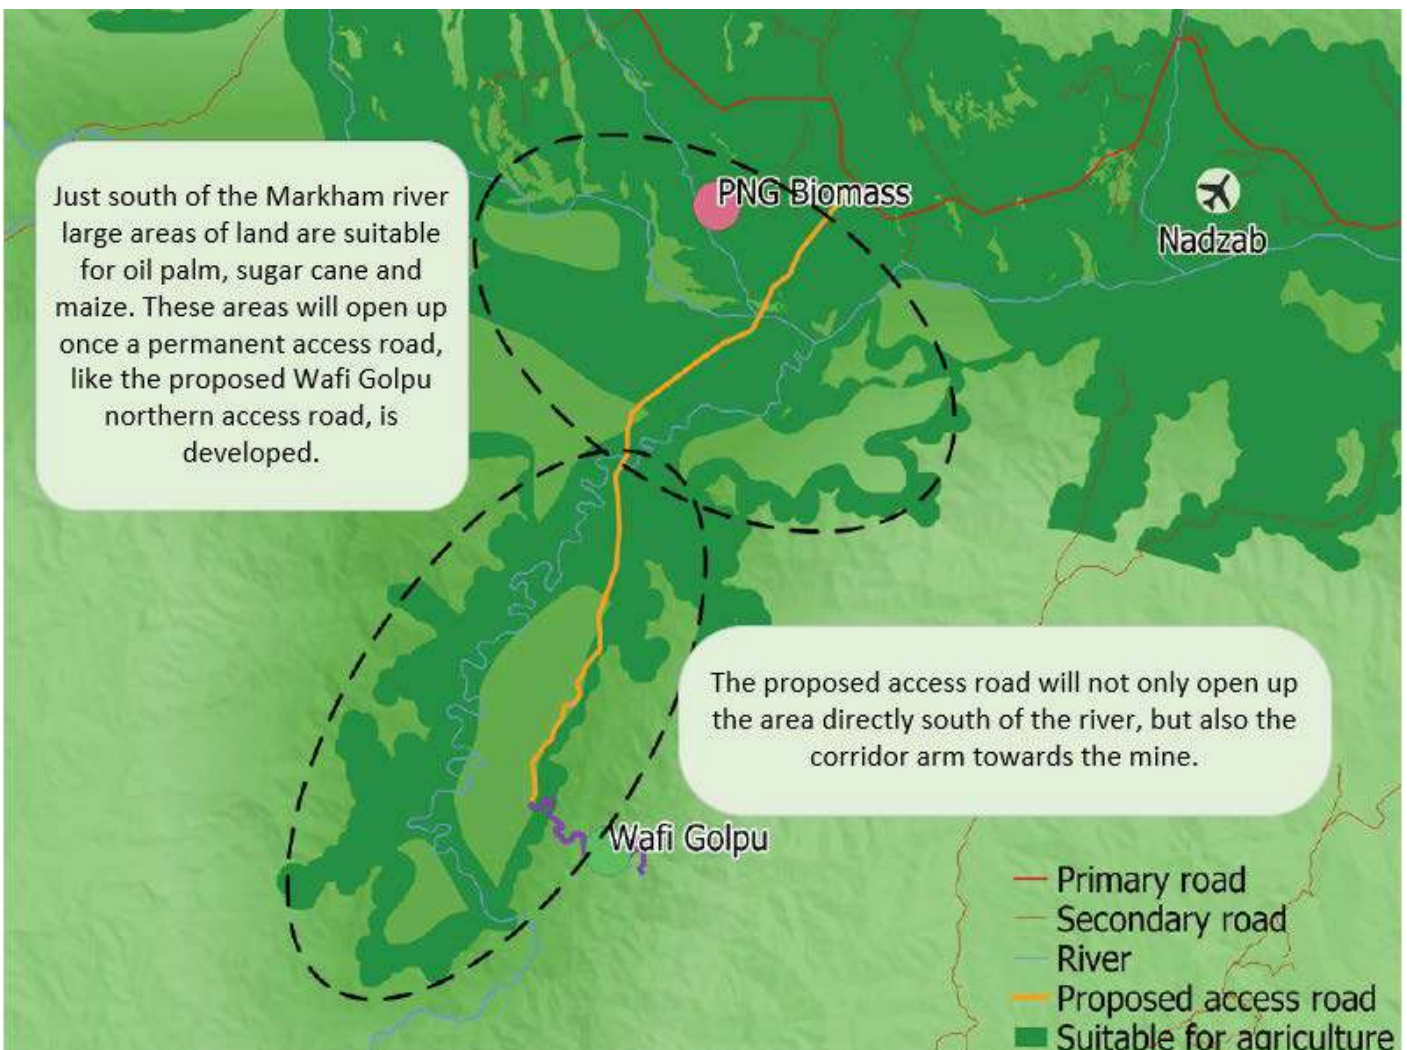 Just south of the Markham river
large areas of land are suitable
for oil palm, sugar cane and
maize. These areas will open up
once a permanent access road,
like the proposed Wafi Golpu
northern access road, is
developed.
PNG Biomass
Nadzab
The proposed access road will not only open up
the area directly south of the river, but also the
corridor arm towards the mine.
Wafi Golpu
Primary road
Secondary road
River
Proposed access road
Suitable for agriculture